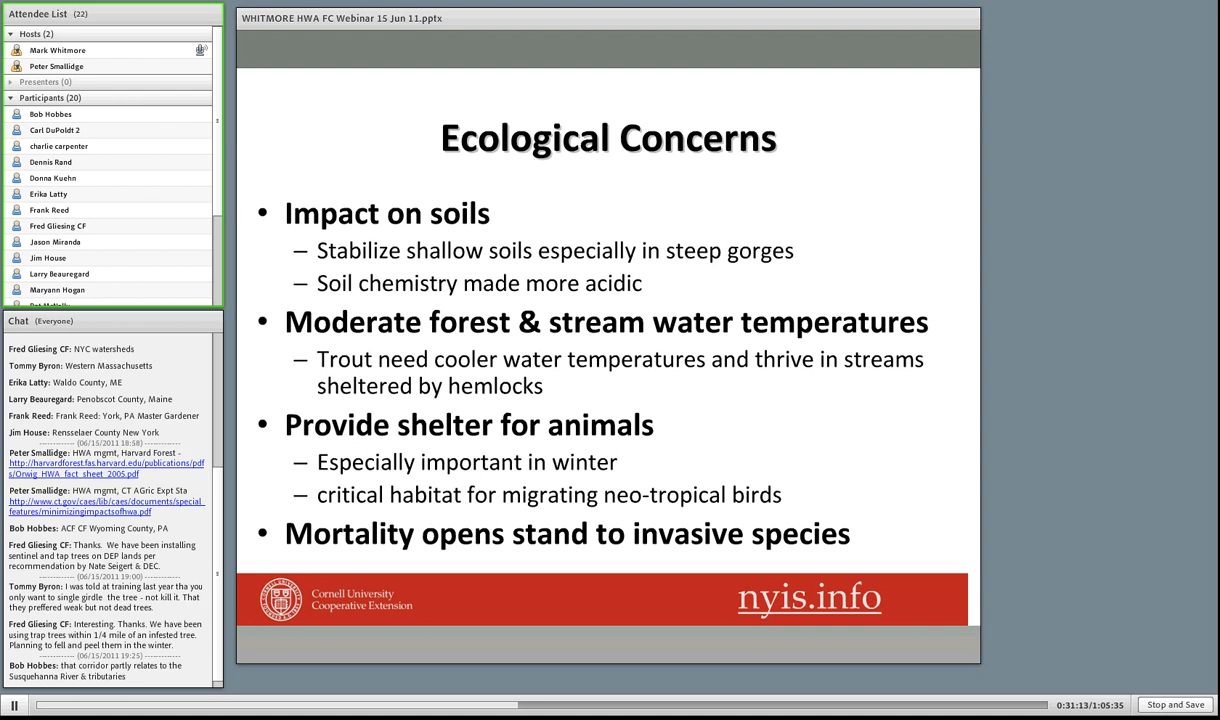 Attendee List (22)
Hosts (2)
Mark Whitmore
Peter Smallidge
Presenters (0)
Participants (20)
Bob Hobbes
Carl DuPoldt 2
charlie carpenter
Dennis Rand
Donna Kuehn
Erika Latty
Frank Reed
Fred Gliesing CF
Jason Miranda
Jim House
Larry Beauregard
Maryann Hogan
Chat (Everyone)
Fred Gliesing CF: NYC watersheds
Tommy Byron: Western Massachusetts
Erika Latty: Waldo County, ME
Larry Beauregard: Penobscot County, Maine
Frank Reed: Frank Reed: York, PA Master Gardener
Jim House: Rensselaer County New York
------------ (06/15/2011 18:58) ------------
Peter Smallidge: HWA mgmt, Harvard Forest -
http://harvardforest.fas.harvard.edu/publications/pdf
s/Orwig_HWA_fact_sheet_2005.pdf
Peter Smallidge: HWA mgmt, CT AGric Expt Sta
http://www.ct.gov/caes/lib/caes/documents/special_
features/minimizingimpactsofhwa.pdf
Bob Hobbes: ACF CF Wyoming County, PA
Fred Gliesing CF: Thanks. We have been installing
sentinel and tap trees on DEP lands per
recommendation by Nate Seigert & DEC.
------------ (06/15/2011 19:00) ------------
Tommy Byron: I was told at training last year tha you
only want to single girdle the tree - not kill it. That
they preffered weak but not dead trees.
Fred Gliesing CF: Interesting. Thanks. We have been
using trap trees within 1/4 mile of an infested tree.
Planning to fell and peel them in the winter.
------------ (06/15/2011 19:25) ------------
Bob Hobbes: that corridor partly relates to the
Susquehanna River & tributaries
WHITMORE HWA FC Webinar 15 Jun 11.pptx
Ecological Concerns
• Impact on soils
– Stabilize shallow soils especially in steep gorges
– Soil chemistry made more acidic
• Moderate forest & stream water temperatures
– Trout need cooler water temperatures and thrive in streams
sheltered by hemlocks
• Provide shelter for animals
– Especially important in winter
– critical habitat for migrating neo-tropical birds
• Mortality opens stand to invasive species
Cornell University
Cooperative Extension
nyis.info
0:31:13/1:05:35
Stop and Save